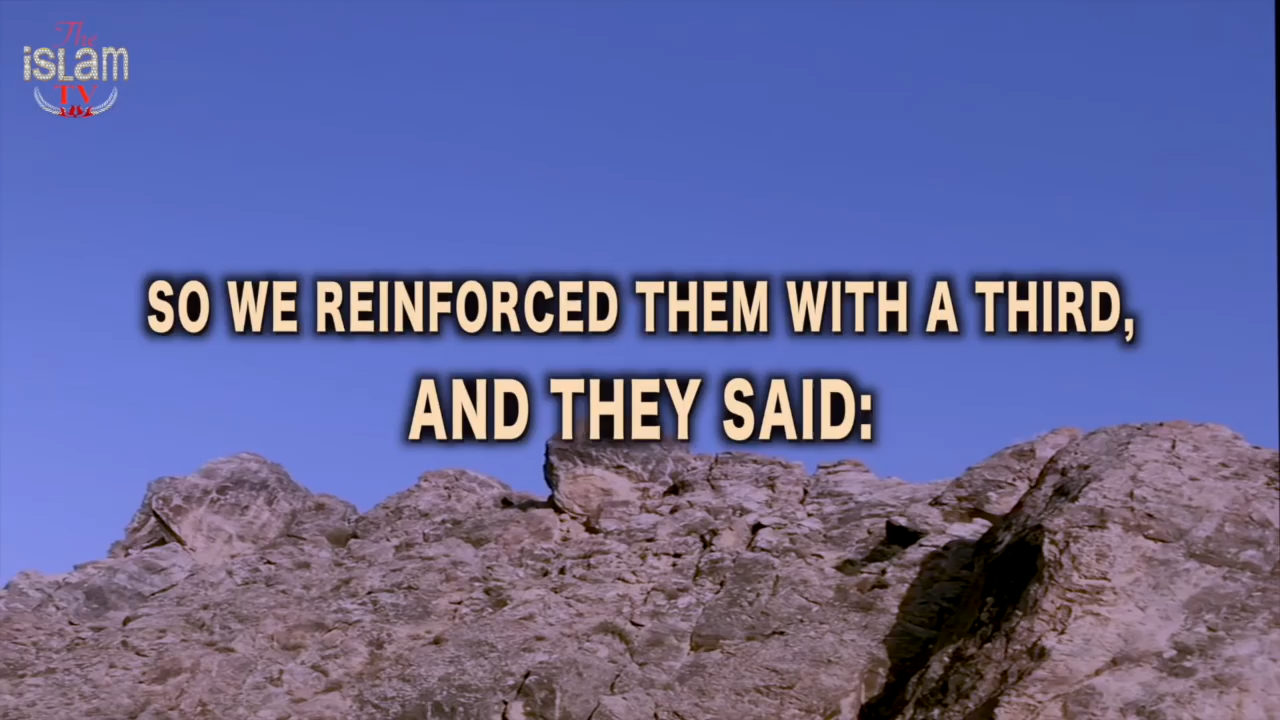 The
isLam
TV
SO WE REINFORCED THEM WITH A THIRD,
AND THEY SAID: